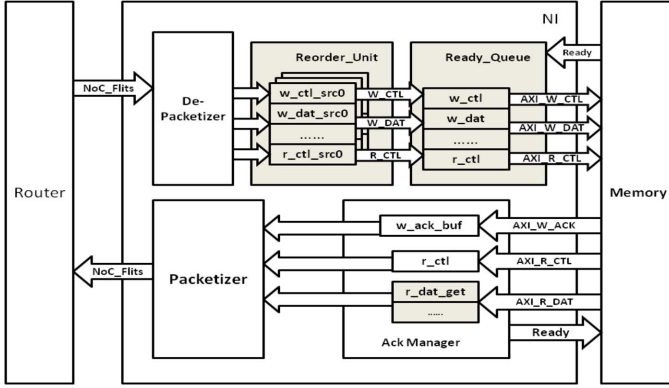 NI
Reorder_Unit
Ready_Queue
Ready
NoC_Flits
De-
Packetizer
w_ctl_src0
W_CTL
w_ctl
AXI_W_CTL
w_dat_src0
W_DAT
w_dat
AXI_W_DAT
......
......
r_ctl_src0
R_CTL
r_ctl
AXI_R_CTL
Router
Memory
w_ack_buf
AXI_W_ACK
NoC_Flits
Packetizer
r_ctl
AXI_R_CTL
r_dat_get
AXI_R_DAT
......
Ack Manager
Ready